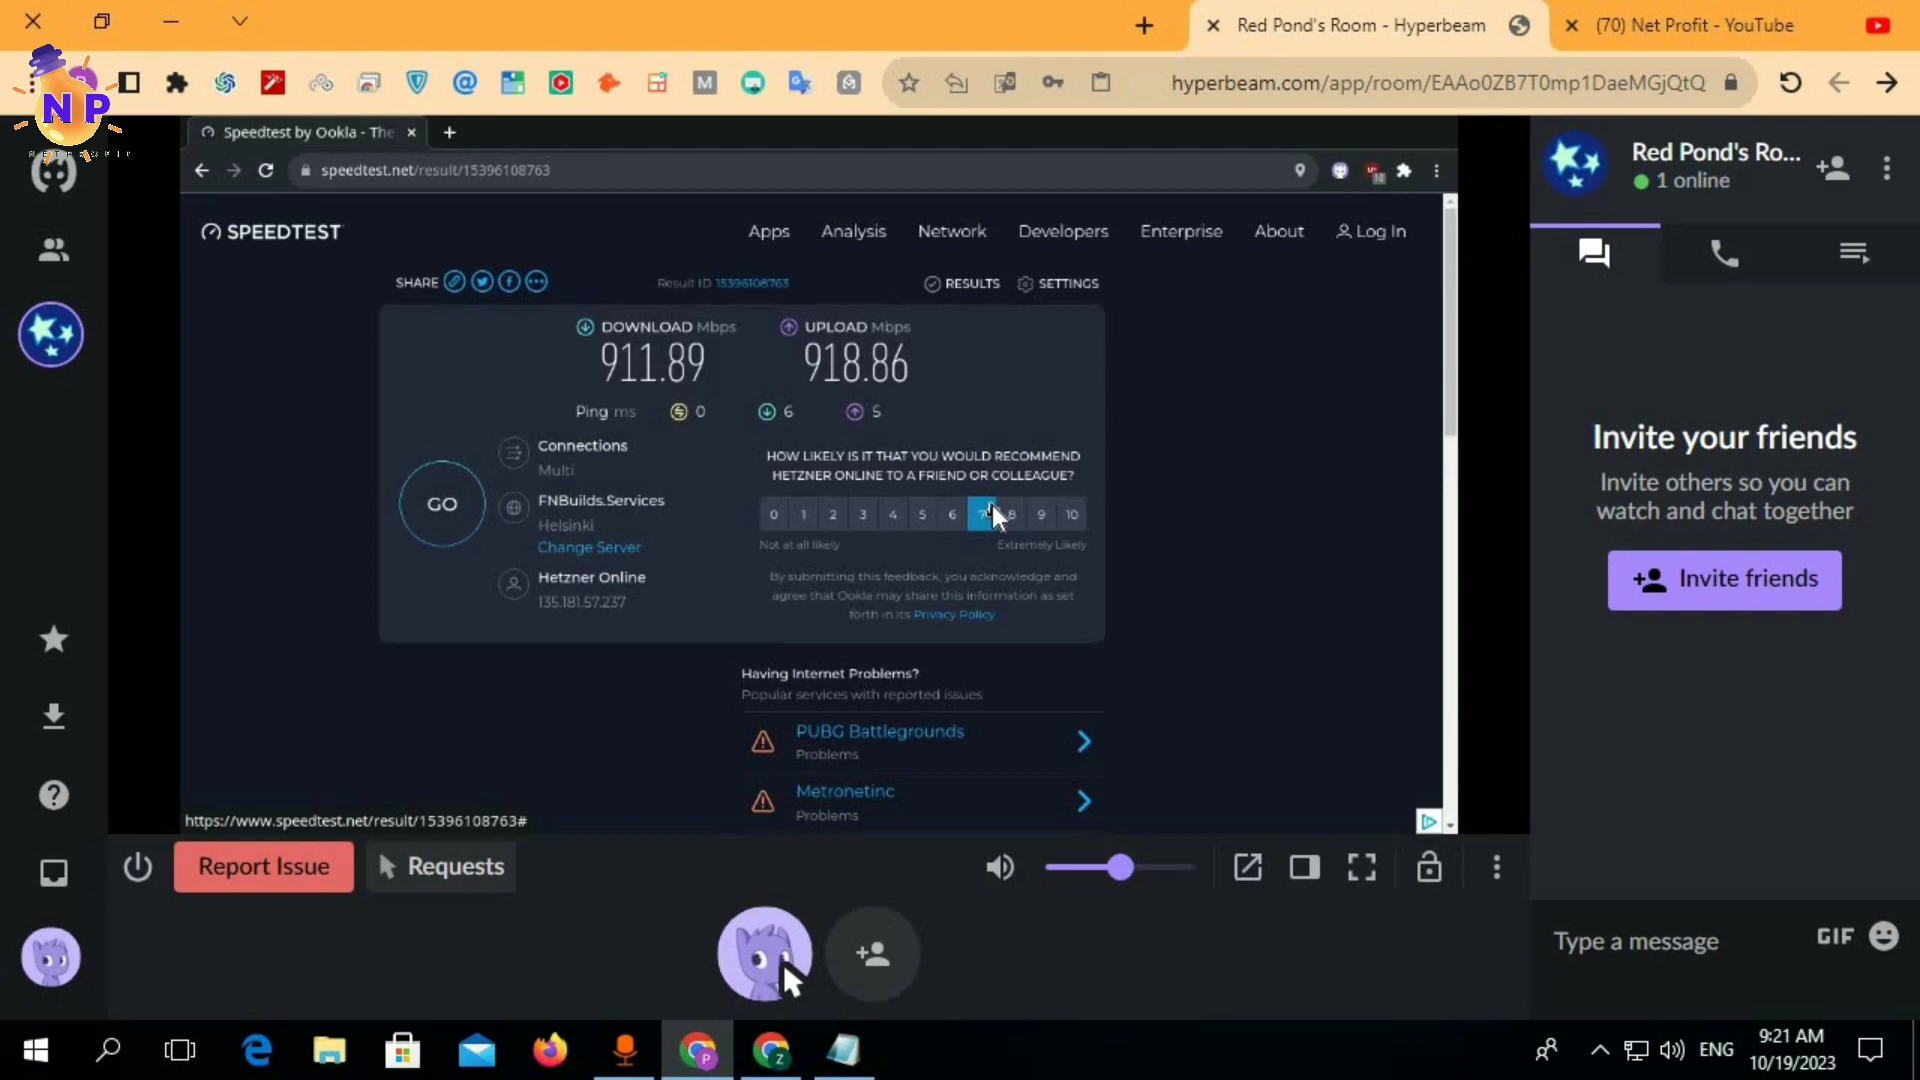 Red Pond's Room - Hyperbeam
(70) Net Profit - YouTube
hyperbeam.com/app/room/EAAo0ZB7T0mp1DaeMGjQtQ
NP
NETPROFIT
Speedtest by Ookla - The
speedtest.net/result/15396108763
SPEEDTEST
Apps
Analysis
Network
Developers
Enterprise
About
Log In
SHARE
Result ID 15396108763
RESULTS
SETTINGS
DOWNLOAD Mbps
UPLOAD Mbps
911.89
918.86
Ping ms
0
6
5
Connections
Multi
GO
FNBuilds.Services
Helsinki
Change Server
Hetzner Online
135.181.57.237
HOW LIKELY IS IT THAT YOU WOULD RECOMMEND
HETZNER ONLINE TO A FRIEND OR COLLEAGUE?
0 1 2 3 4 5 6 7 8 9 10
Not at all likely
Extremely Likely
By submitting this feedback, you acknowledge and
agree that Ookla may share this information as set
forth in its Privacy Policy
Having Internet Problems?
Popular services with reported issues
PUBG Battlegrounds
Problems
Metronetinc
Problems
https://www.speedtest.net/result/15396108763#
Report Issue
Requests
Red Pond's Ro...
1 online
Invite your friends
Invite others so you can
watch and chat together
Invite friends
Type a message
GIF
ENG
9:21 AM
10/19/2023